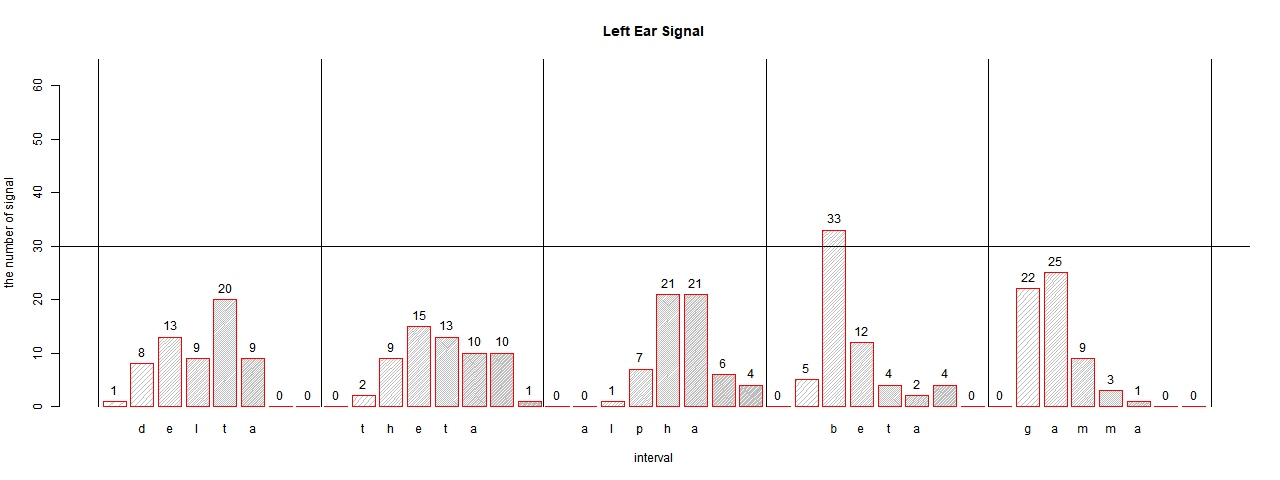 Left Ear Signal
the number of signal
60
50
40
30
20
10
0
1 8 13 9 20 9 0 0 0 2 9 15 13 10 10 1 0 0 1 7 21 21 6 4 0 5 33 12 4 2 4 0 0 22 25 9 3 1 0 0
d e l t a t h e t a a l p h a b e t a g a m m a
interval